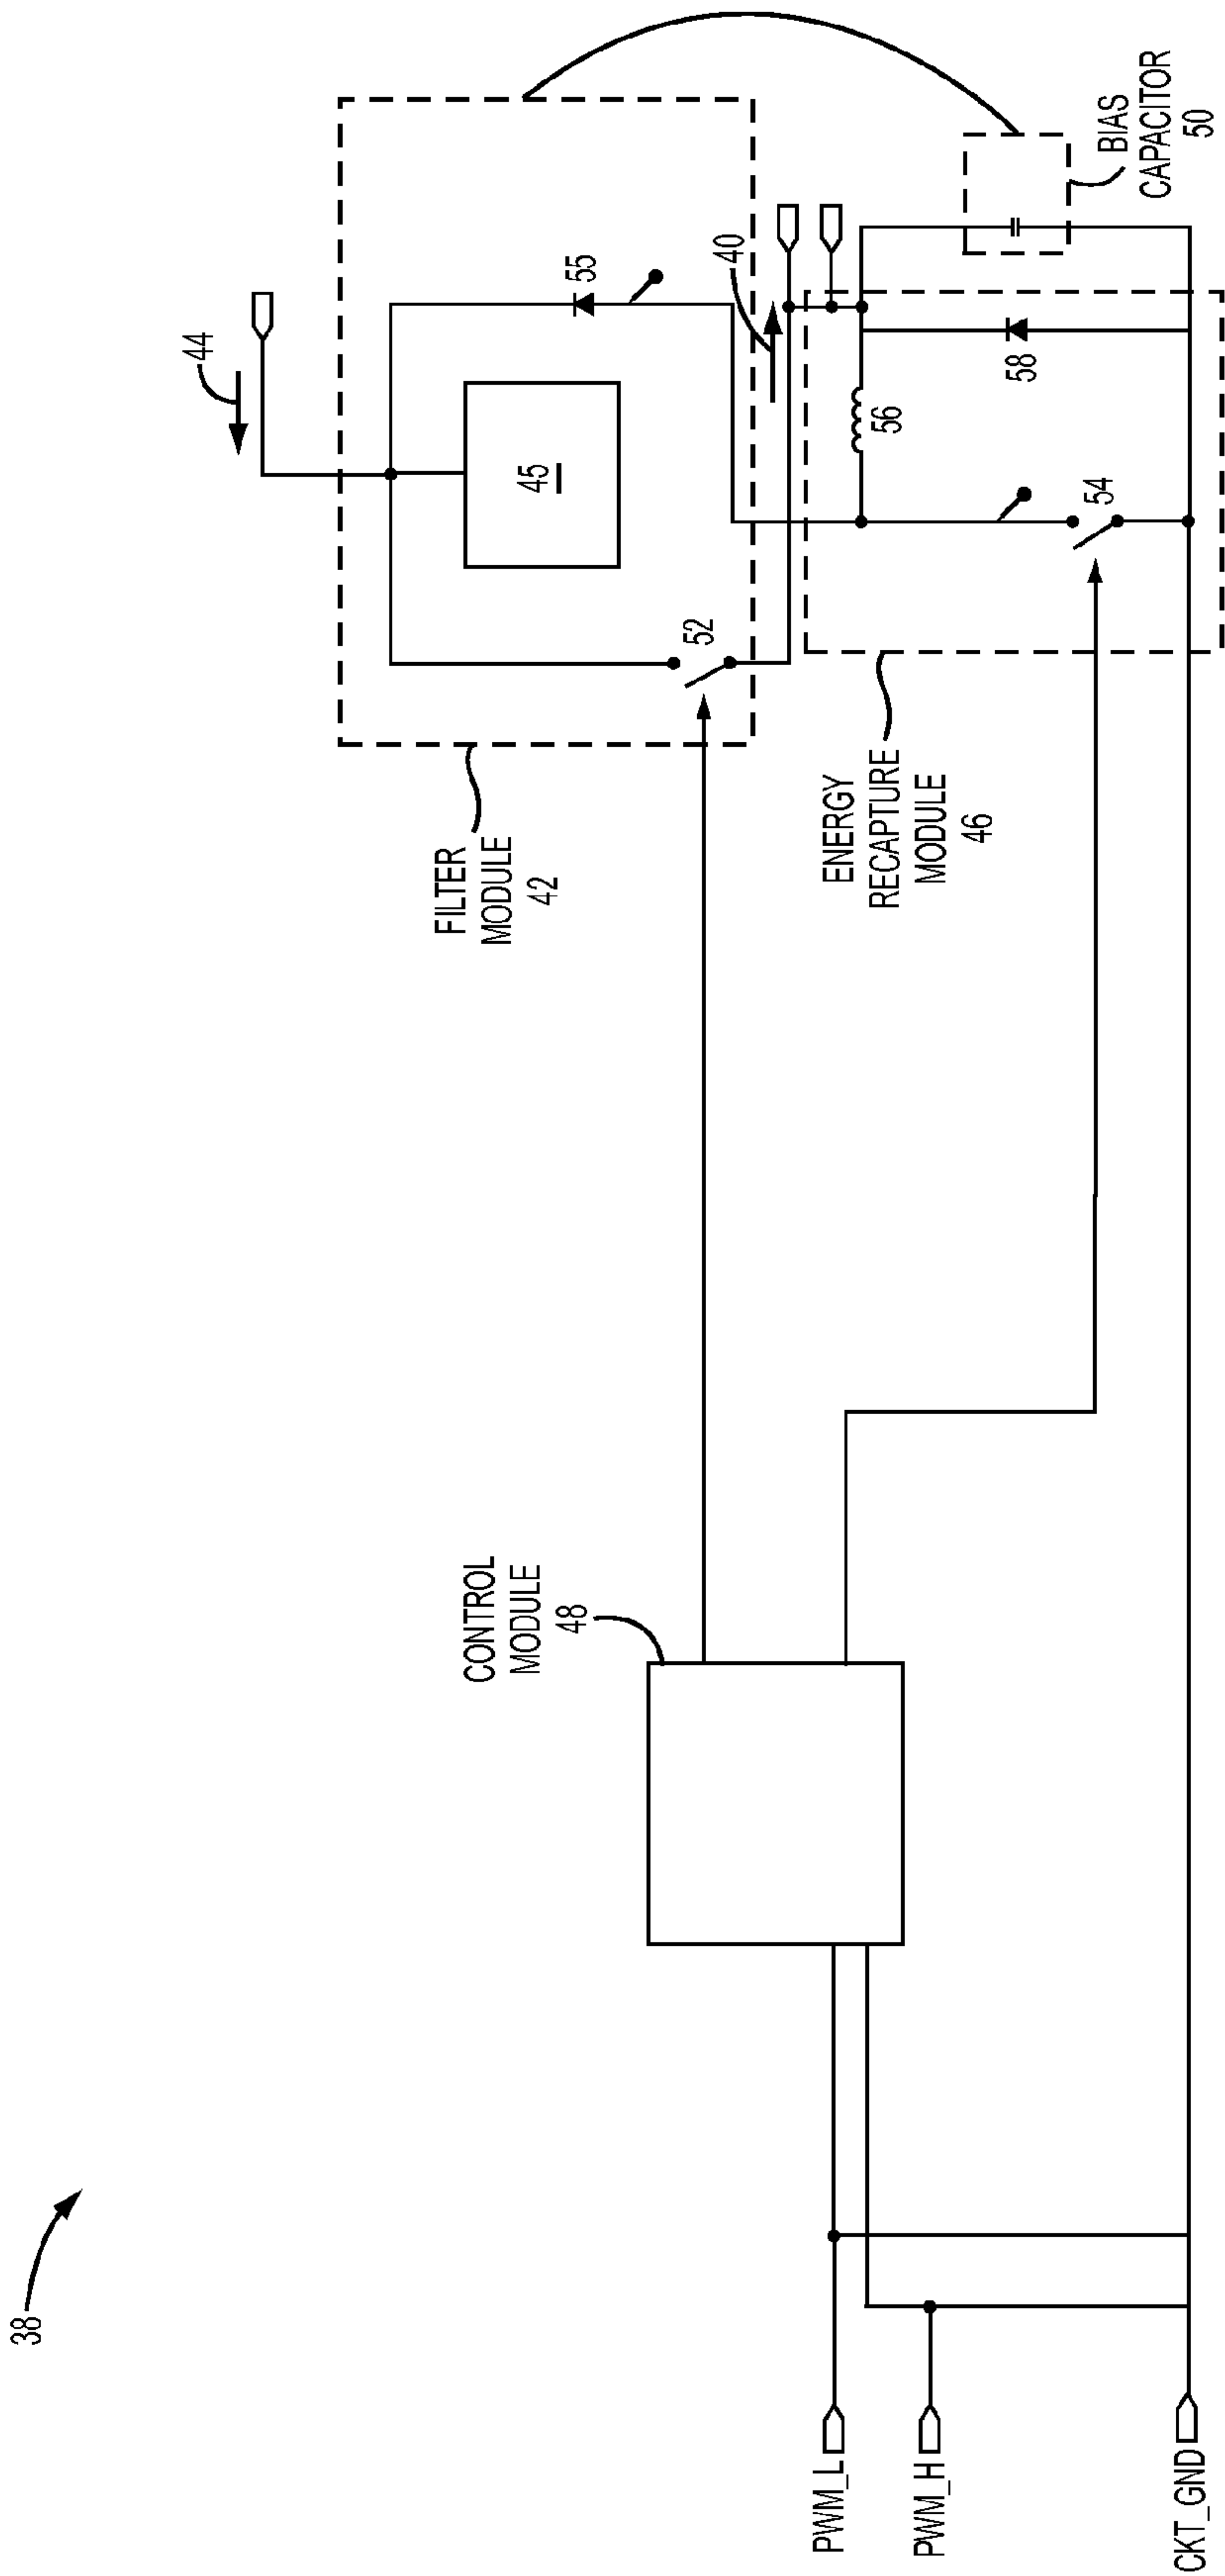 38
44
FILTER
MODULE
42
45
55
52
40
BIAS
CAPACITOR
50
ENERGY
RECAPTURE
MODULE
46
56
58
54
CONTROL
MODULE
48
PWM_L
PWM_H
CKT_GND